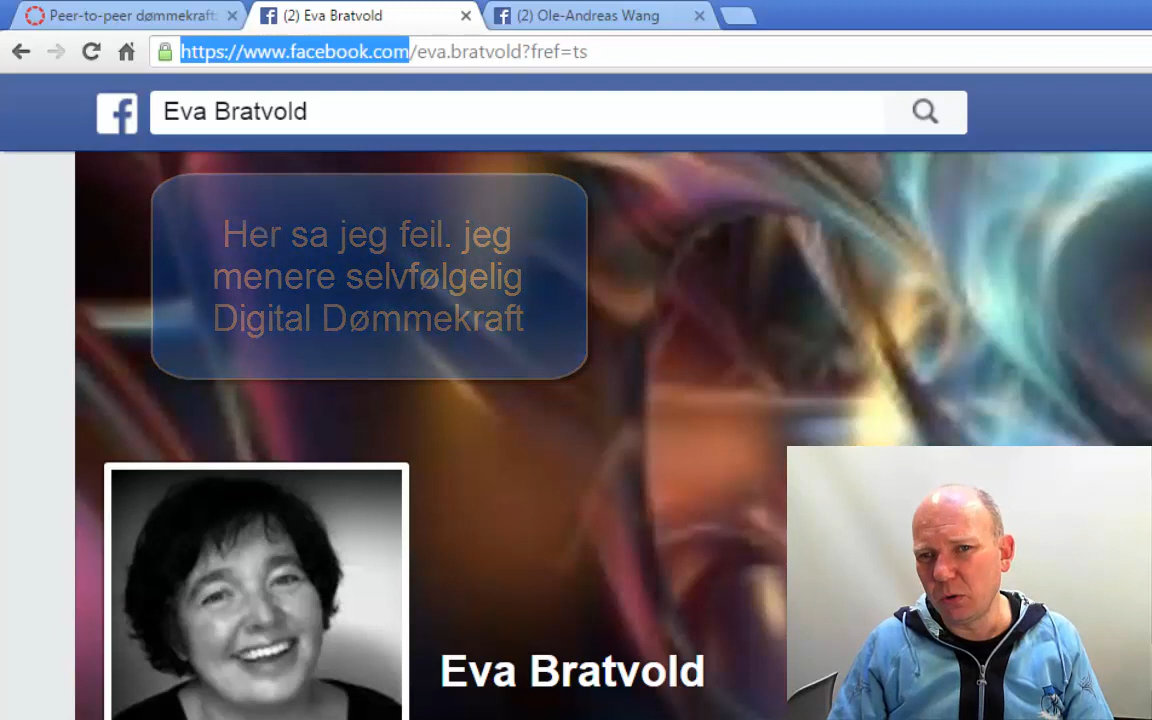 Peer-to-peer dømmekraft:
(2) Eva Bratvold
(2) Ole-Andreas Wang
https://www.facebook.com/eva.bratvold?fref=ts
Eva Bratvold
Her sa jeg feil. jeg
menere selvfølgelig
Digital Dømmekraft
Eva Bratvold